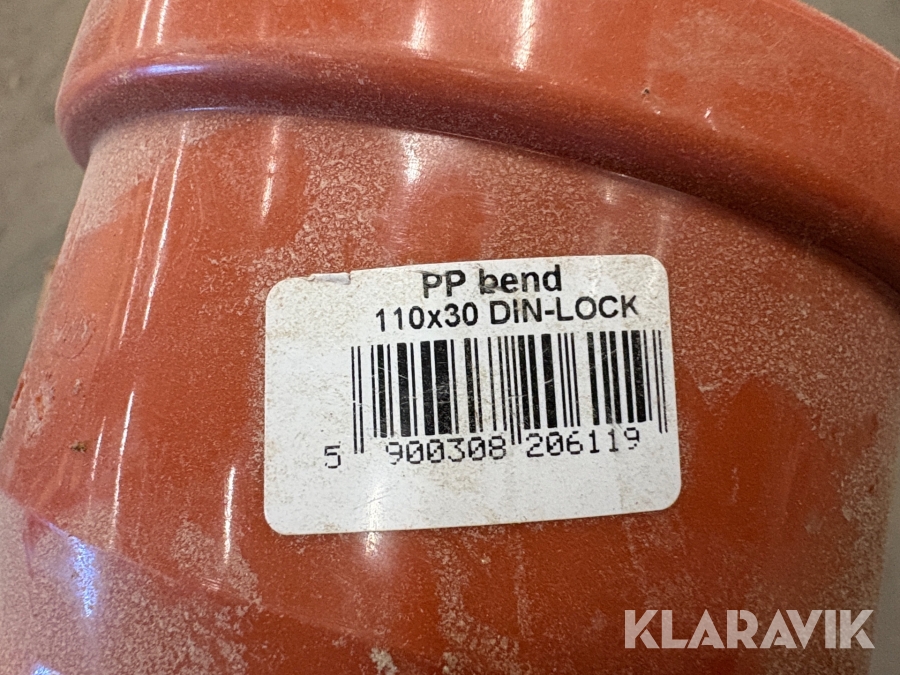 PP bend
110x30 DIN-LOCK
5 900308 206119
KLARAVIK